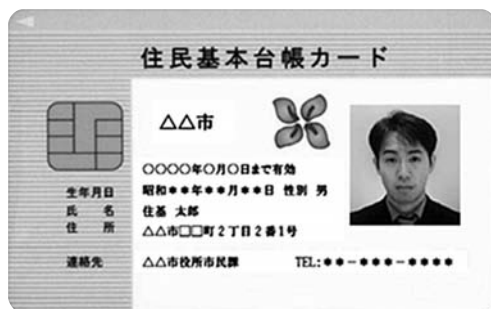 住民基本台帳カード
△△市
○○○○年○月○日まで有効
生年月日 昭和＊＊年＊＊月＊＊日 性別 男
氏 名 住基 太郎
住 所 △△市□□町2丁目2番1号
連絡先 △△市役所市民課 TEL:＊＊-＊＊＊-＊＊＊＊